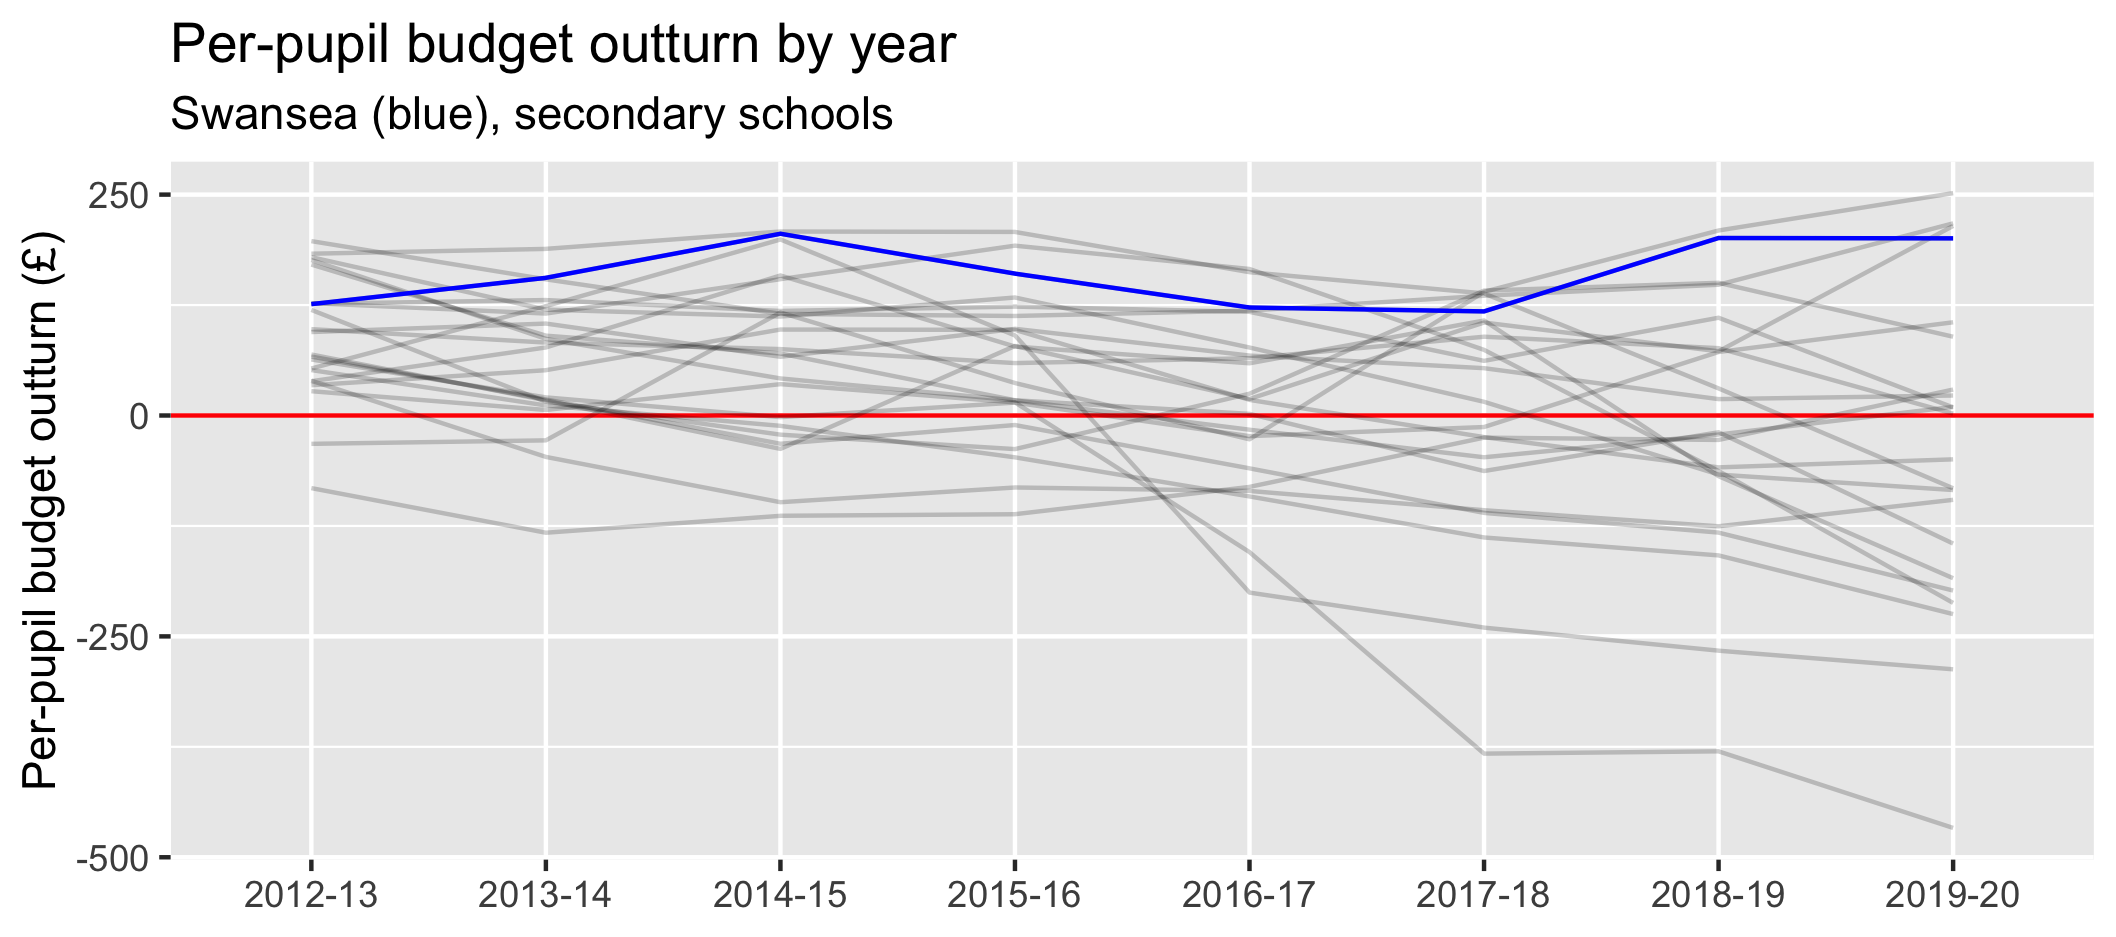 Per-pupil budget outturn by year
Swansea (blue), secondary schools
Per-pupil budget outturn (£)
250
0
-250
-500
2012-13 2013-14 2014-15 2015-16 2016-17 2017-18 2018-19 2019-20